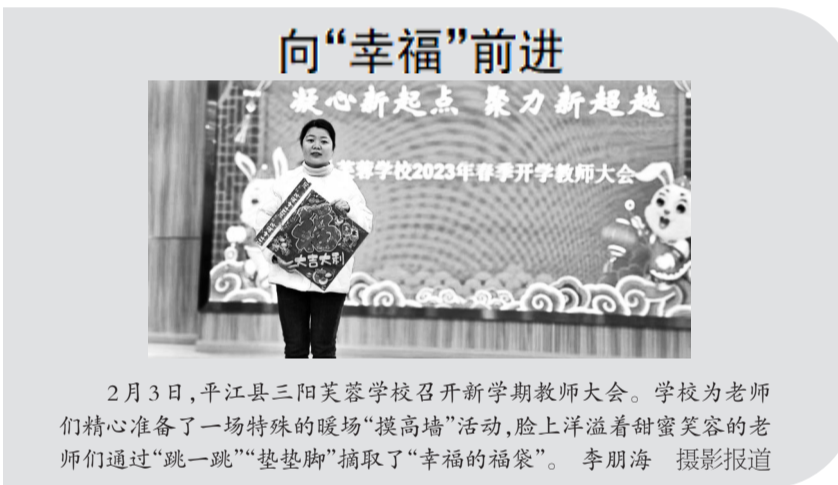 向“幸福”前进
凝心新起点 聚力新超越
芙蓉学校2023年春季开学教师大会
大吉大利
2月3日,平江县三阳芙蓉学校召开新学期教师大会。学校为老师
们精心准备了一场特殊的暖场“摸高墙”活动,脸上洋溢着甜蜜笑容的老
师们通过“跳一跳”“垫垫脚”摘取了“幸福的福袋”。 李朋海 摄影报道